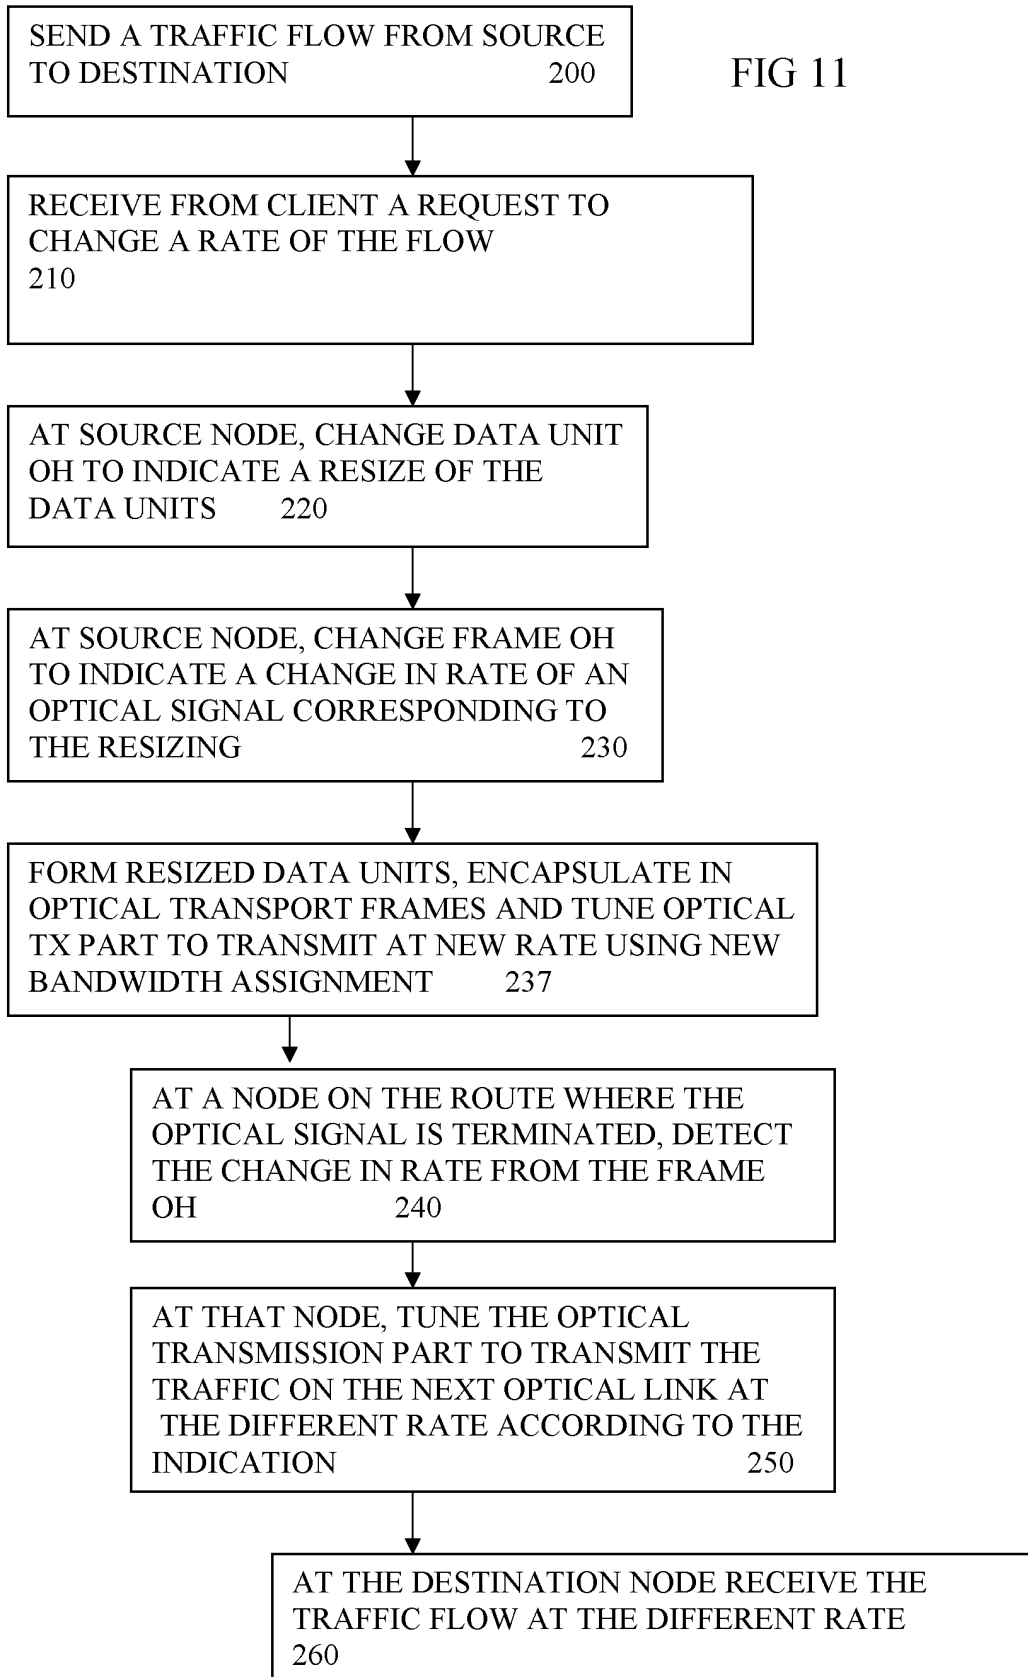 SEND A TRAFFIC FLOW FROM SOURCE
TO DESTINATION 200
FIG 11
RECEIVE FROM CLIENT A REQUEST TO
CHANGE A RATE OF THE FLOW
210
AT SOURCE NODE, CHANGE DATA UNIT
OH TO INDICATE A RESIZE OF THE
DATA UNITS 220
AT SOURCE NODE, CHANGE FRAME OH
TO INDICATE A CHANGE IN RATE OF AN
OPTICAL SIGNAL CORRESPONDING TO
THE RESIZING 230
FORM RESIZED DATA UNITS, ENCAPSULATE IN
OPTICAL TRANSPORT FRAMES AND TUNE OPTICAL
TX PART TO TRANSMIT AT NEW RATE USING NEW
BANDWIDTH ASSIGNMENT 237
AT A NODE ON THE ROUTE WHERE THE
OPTICAL SIGNAL IS TERMINATED, DETECT
THE CHANGE IN RATE FROM THE FRAME
OH 240
AT THAT NODE, TUNE THE OPTICAL
TRANSMISSION PART TO TRANSMIT THE
TRAFFIC ON THE NEXT OPTICAL LINK AT
THE DIFFERENT RATE ACCORDING TO THE
INDICATION 250
AT THE DESTINATION NODE RECEIVE THE
TRAFFIC FLOW AT THE DIFFERENT RATE
260